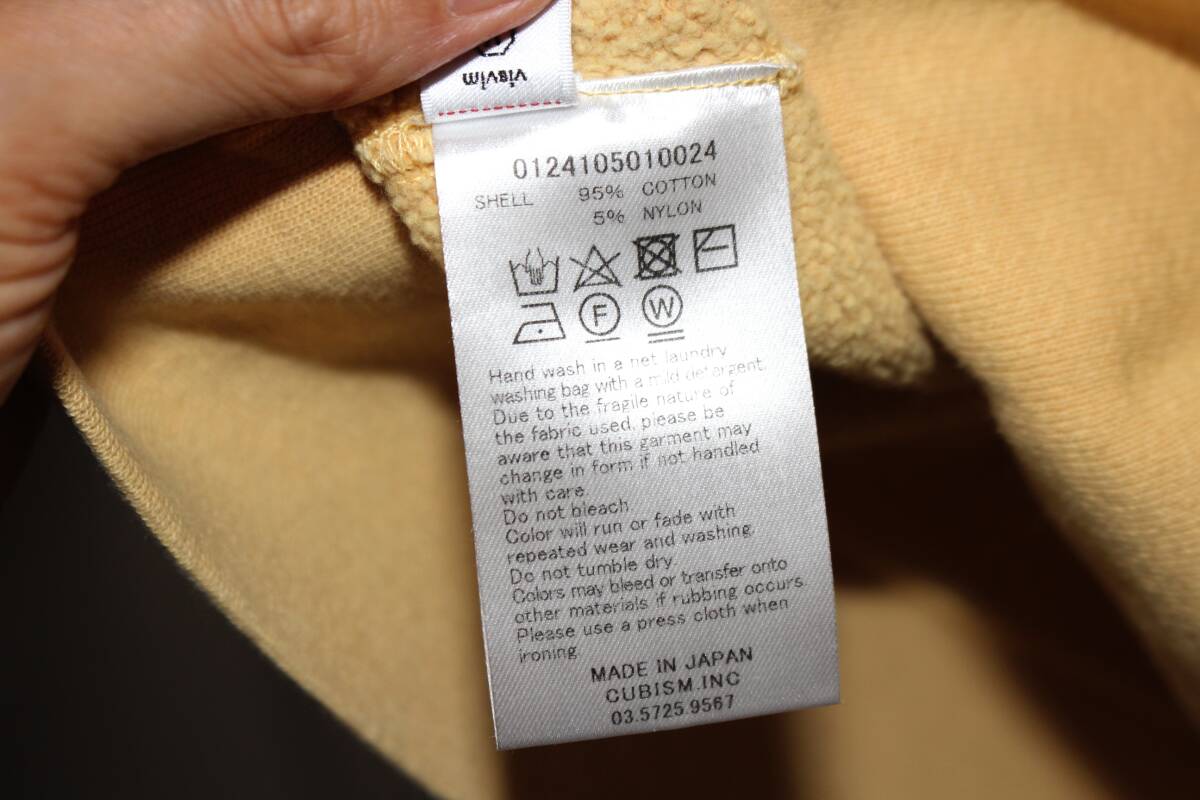 visvim
0124105010024
SHELL 95% COTTON
5% NYLON
F W
Hand wash in a net laundry
washing bag with a mild detergent.
Due to the fragile nature of
the fabric used, please be
aware that this garment may
change in form if not handled
with care.
Do not bleach.
Color will run or fade with
repeated wear and washing.
Do not tumble dry.
Colors may bleed or transfer onto
other materials if rubbing occurs.
Please use a press cloth when
ironing.
MADE IN JAPAN
CUBISM.INC
03.5725.9567